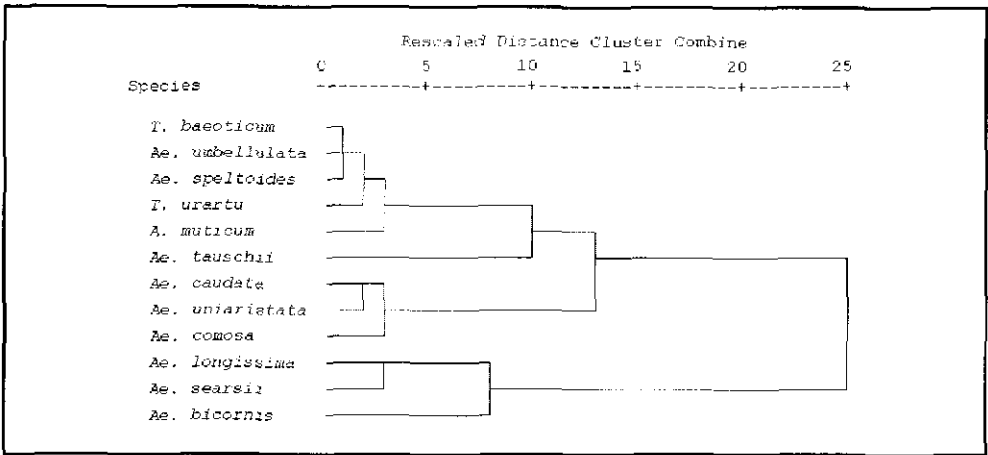 Rescaled Distance Cluster Combine
0 5 10 15 20 25
Species +---------+---------+---------+---------+---------+
T. baeoticum
Ae. umbellulata
Ae. speltoides
T. urartu
A. muticum
Ae. tauschii
Ae. caudata
Ae. uniaristata
Ae. comosa
Ae. longissima
Ae. searsii
Ae. bicornis